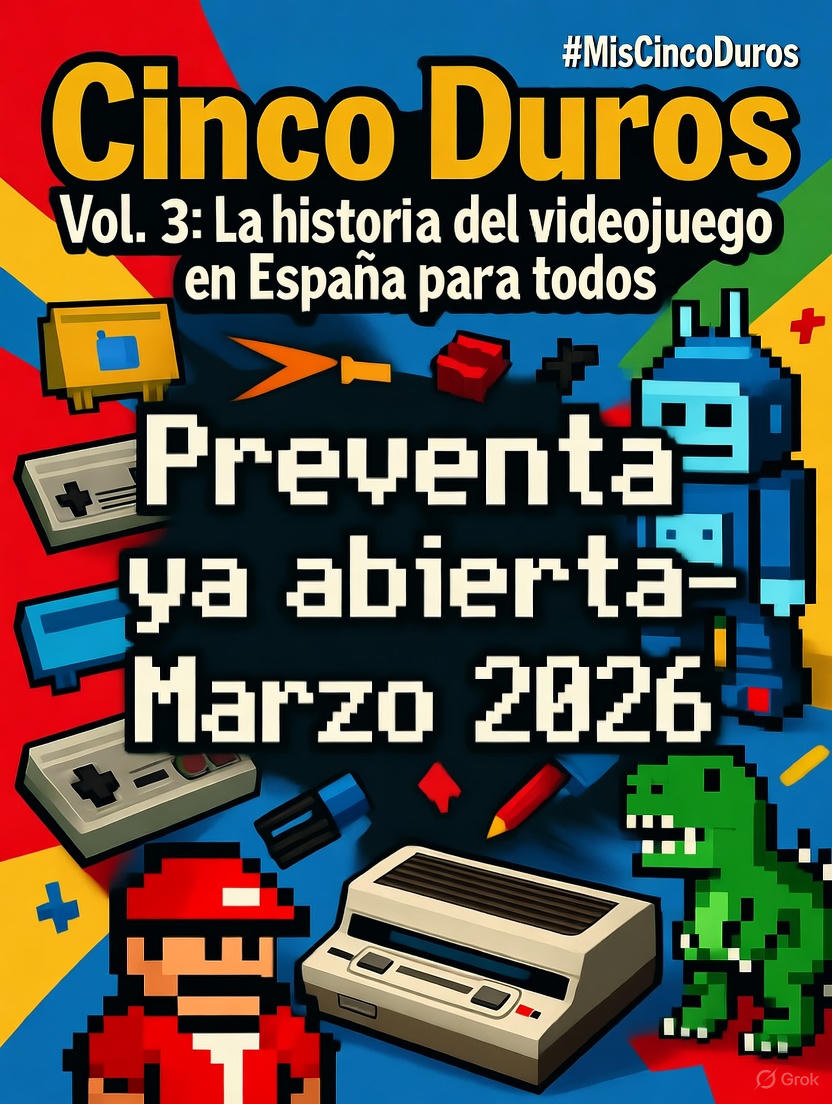 #MisCincoDuros
Cinco Duros
Vol. 3: La historia del videojuego
en España para todos
Preventa
ya abierta–
Marzo 2026
Grok